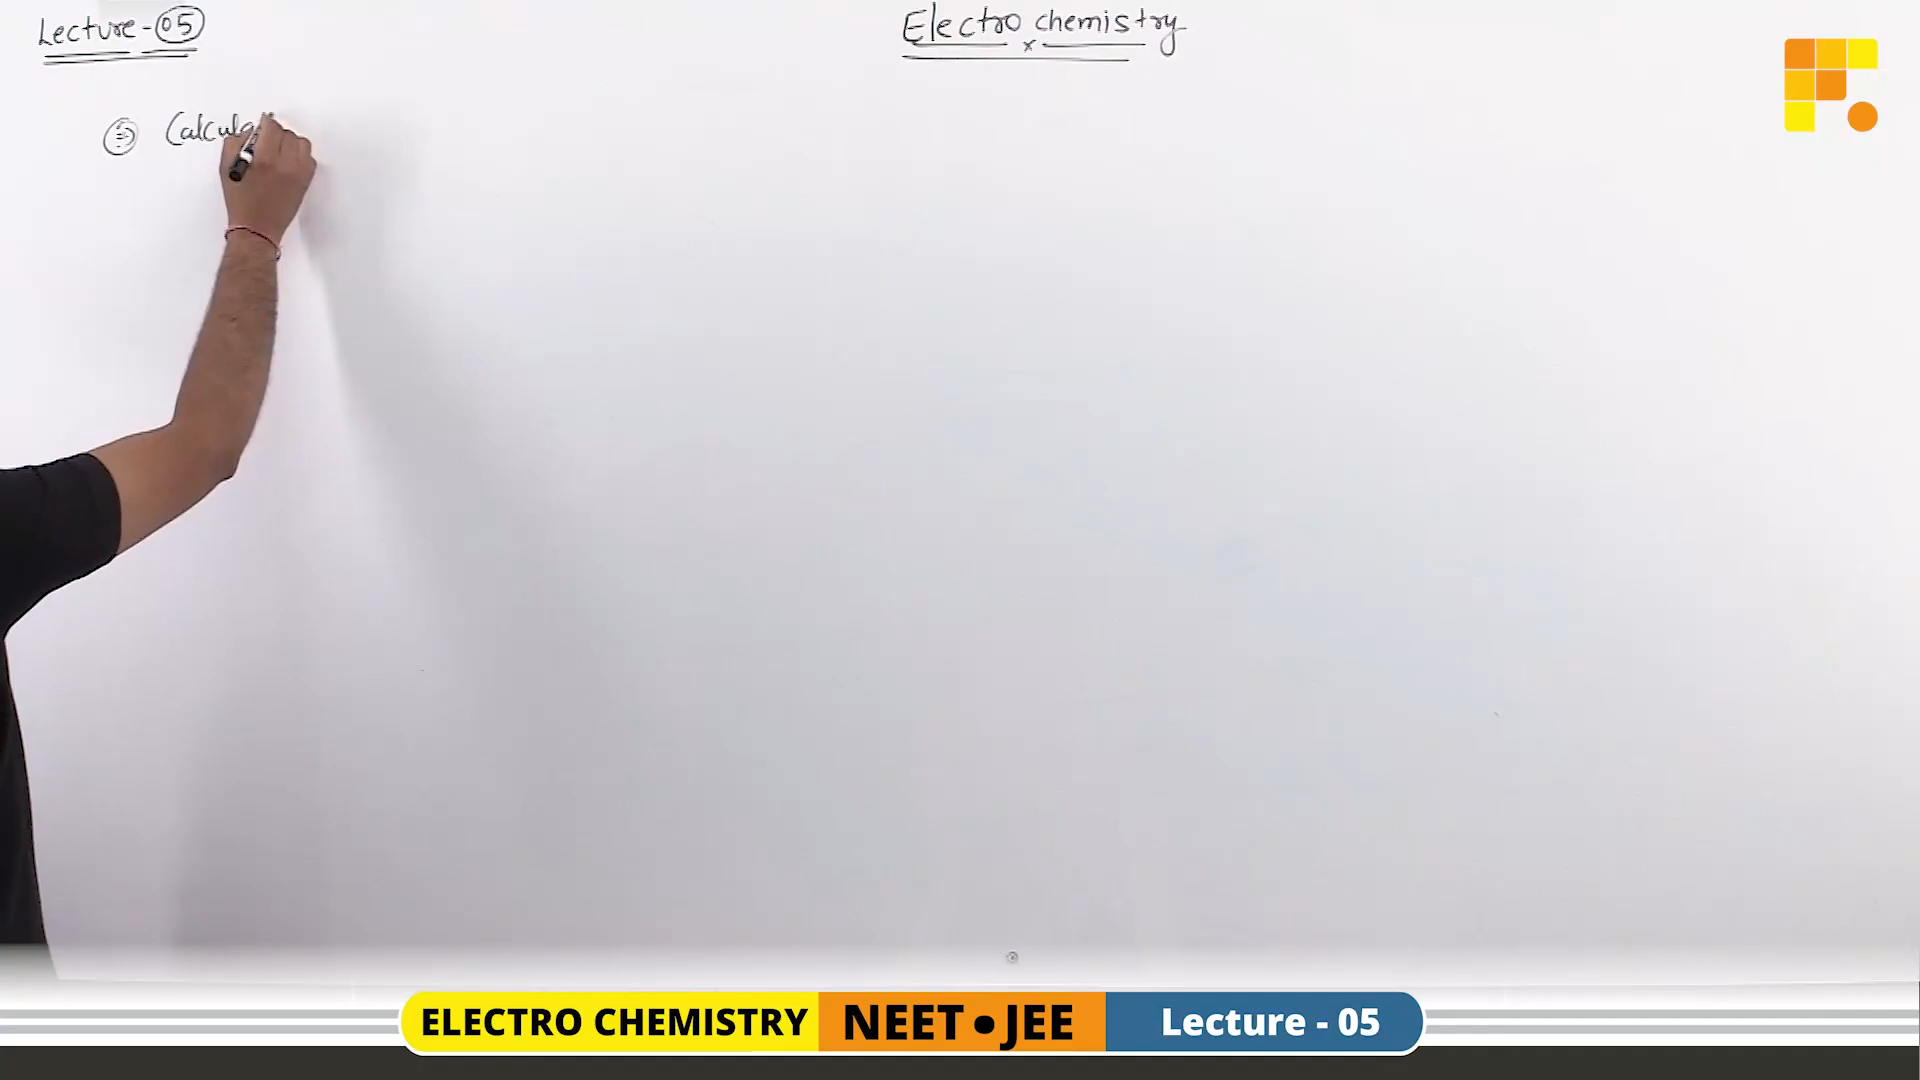 Lecture-05
Electro chemistry
Calcula
ELECTRO CHEMISTRY
NEET • JEE
Lecture - 05